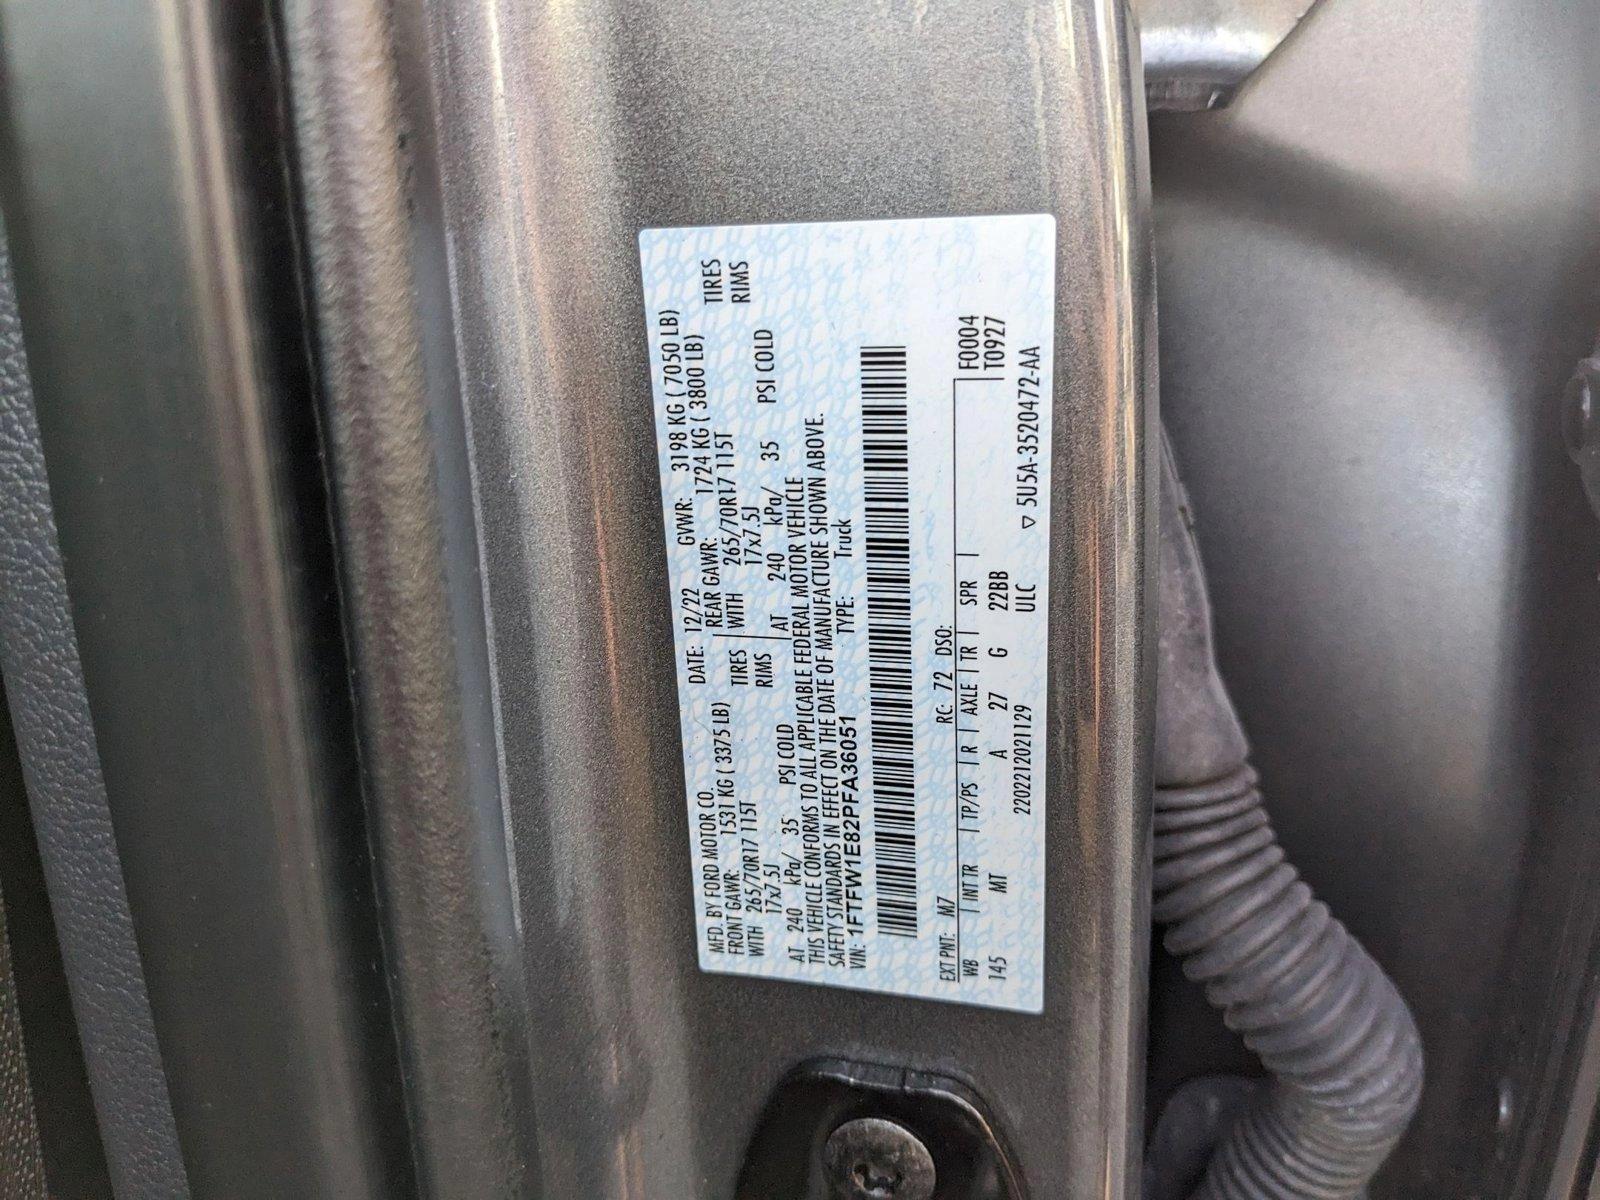 MFD. BY FORD MOTOR CO.
DATE: 12/22 GVWR: 3198 KG ( 7050 LB)
FRONT GAWR: 1531 KG ( 3375 LB) REAR GAWR: 1724 KG ( 3800 LB)
WITH 265/70R17 115T TIRES WITH 265/70R17 115T TIRES
17x7.5J RIMS 17x7.5J RIMS
AT 240 kPa/ 35 PSI COLD AT 240 kPa/ 35 PSI COLD
THIS VEHICLE CONFORMS TO ALL APPLICABLE FEDERAL MOTOR VEHICLE
SAFETY STANDARDS IN EFFECT ON THE DATE OF MANUFACTURE SHOWN ABOVE.
VIN: 1FTFW1E82PFA36051 TYPE: Truck
EXT PNT: M7 RC: 72 DSO: F0004
WB INT TR TP/PS R AXLE TR SPR T0927
145 MT A 27 G 22BB
2202212021129 ULC ▽ 5U5A-3520472-AA